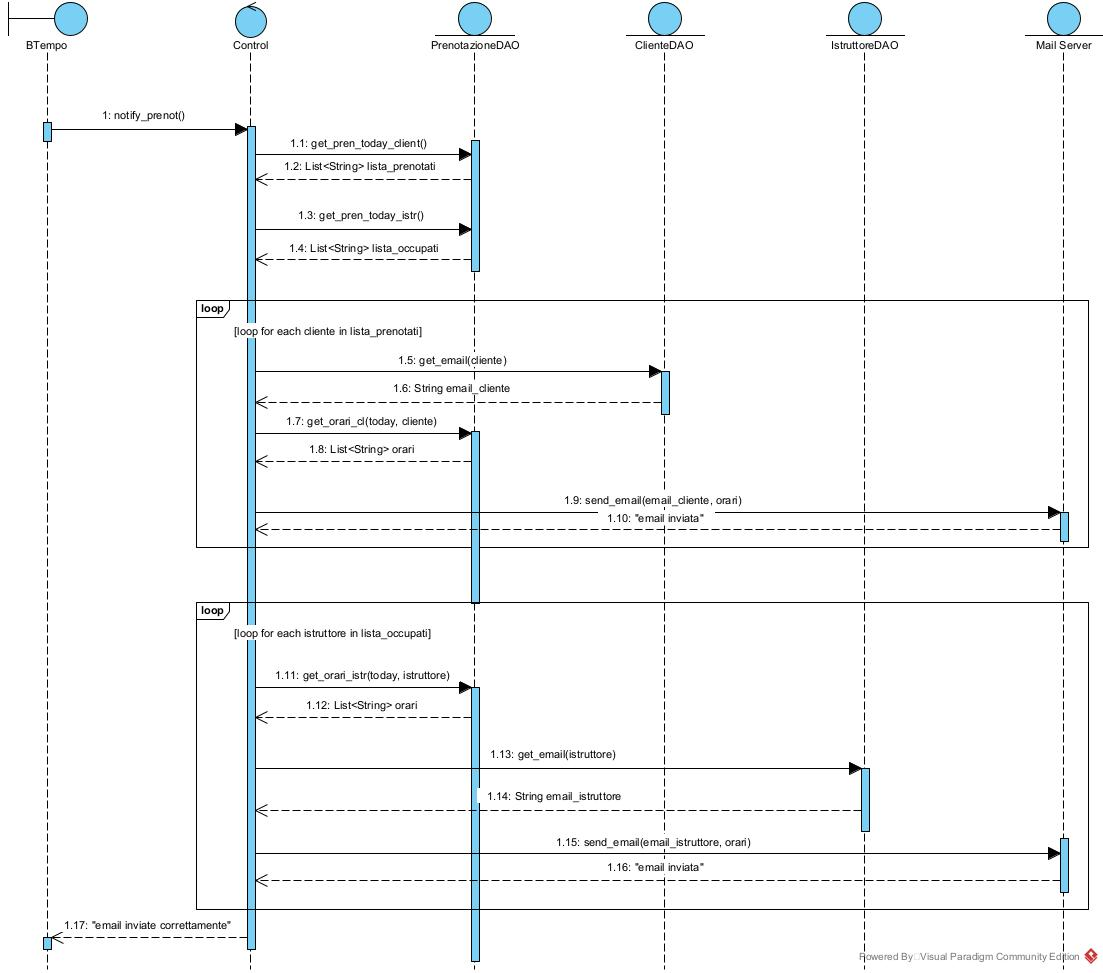 BTempo
Control
PrenotazioneDAO
ClienteDAO
IstruttoreDAO
Mail Server
1: notify_prenot()
1.1: get_pren_today_client()
1.2: List<String> lista_prenotati
1.3: get_pren_today_istr()
1.4: List<String> lista_occupati
loop
[loop for each cliente in lista_prenotati]
1.5: get_email(cliente)
1.6: String email_cliente
1.7: get_orari_cl(today, cliente)
1.8: List<String> orari
1.9: send_email(email_cliente, orari)
1.10: "email inviata"
loop
[loop for each istruttore in lista_occupati]
1.11: get_orari_istr(today, istruttore)
1.12: List<String> orari
1.13: get_email(istruttore)
1.14: String email_istruttore
1.15: send_email(email_istruttore, orari)
1.16: "email inviata"
1.17: "email inviate correttamente"
Powered By Visual Paradigm Community Edition